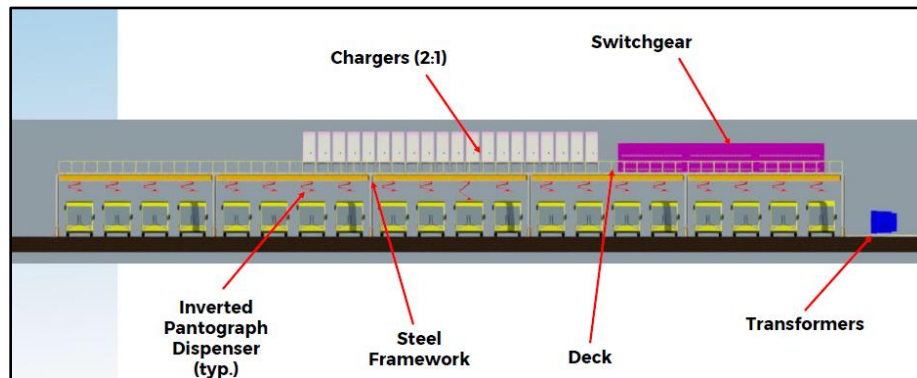 Switchgear
Chargers (2:1)
Inverted
Pantograph
Dispenser
(typ.)
Steel
Framework
Deck
Transformers